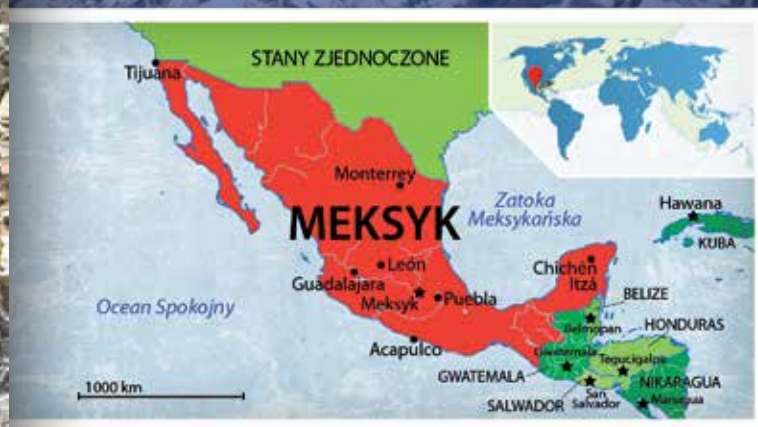 STANY ZJEDNOCZONE
Tijuana
Monterrey
MEKSYK
Zatoka
Meksykańska
Hawana
KUBA
León
Guadalajara
Meksyk
Puebla
Chichén
Itzá
Ocean Spokojny
Acapulco
BELIZE
Belmopan
HONDURAS
Gwatemala
Tegucigalpa
GWATEMALA
NIKARAGUA
SALWADOR
San
Salvador
Managua
1000 km